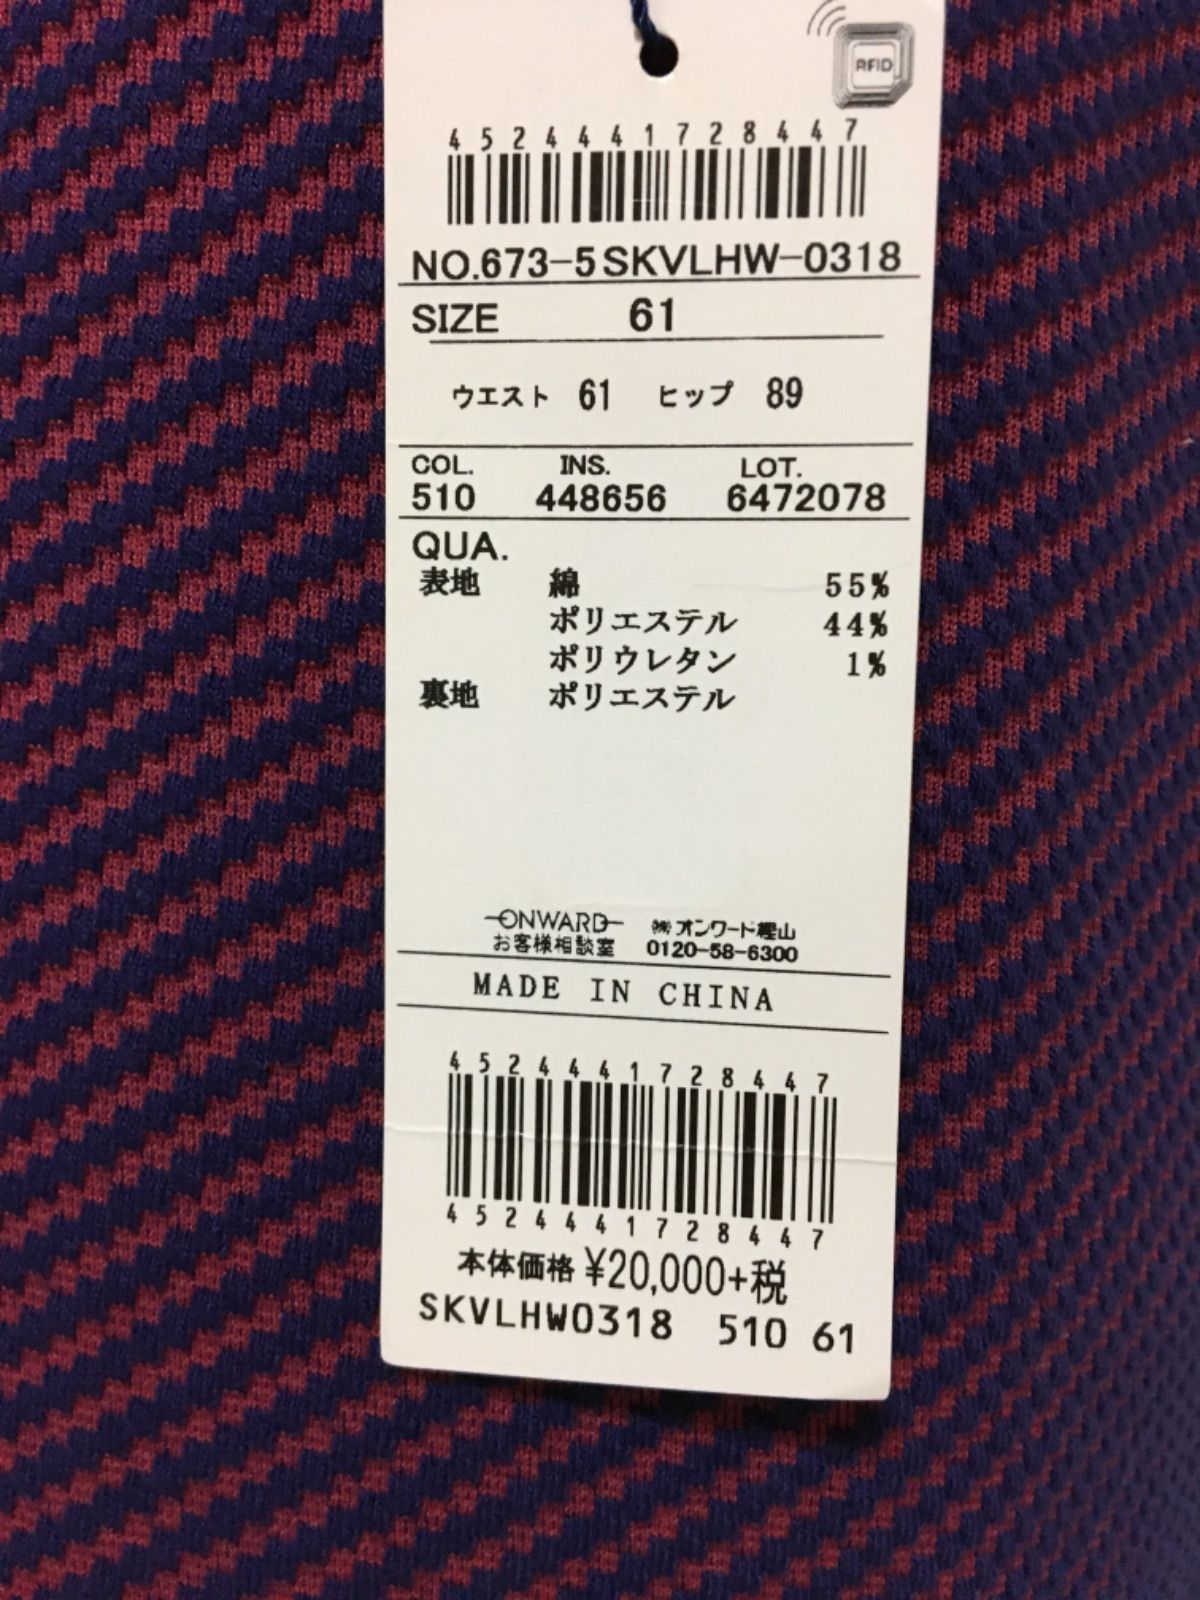 RFID
4524441728447
NO.673-5SKVLHW-0318
SIZE 61
ウエスト 61 ヒップ 89
COL. INS. LOT.
510 448656 6472078
QUA.
表地 綿 55%
ポリエステル 44%
ポリウレタン 1%
裏地 ポリエステル
ONWARD ㈱オンワード樫山
お客様相談室 0120-58-6300
MADE IN CHINA
4524441728447
4524441728447
本体価格 ¥20,000+税
SKVLHW0318 510 61